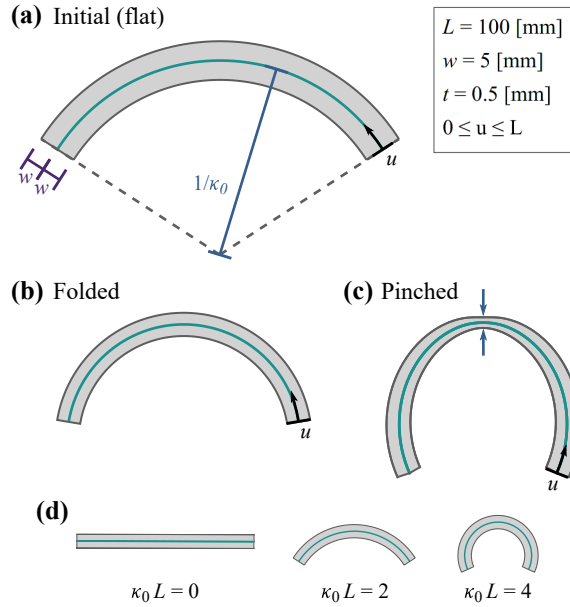 (a) Initial (flat)
L = 100 [mm]
w = 5 [mm]
t = 0.5 [mm]
0 ≤ u ≤ L
u
w
w
1/κ₀
(b) Folded
(c) Pinched
u
u
(d)
κ₀ L = 0
κ₀ L = 2
κ₀ L = 4